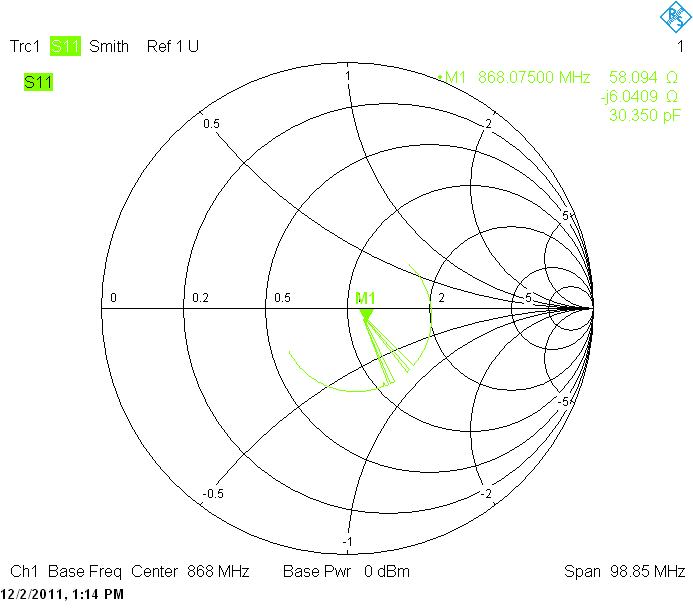 R&S
Trc1 S11 Smith Ref 1 U 1
S11
•M1 868.07500 MHz 58.094 Ω
-j6.0409 Ω
30.350 pF
1
0.5
2
5
0
0.2
0.5
M1
2
5
-5
-0.5
-2
-1
Ch1 Base Freq Center 868 MHz Base Pwr 0 dBm Span 98.85 MHz
12/2/2011, 1:14 PM